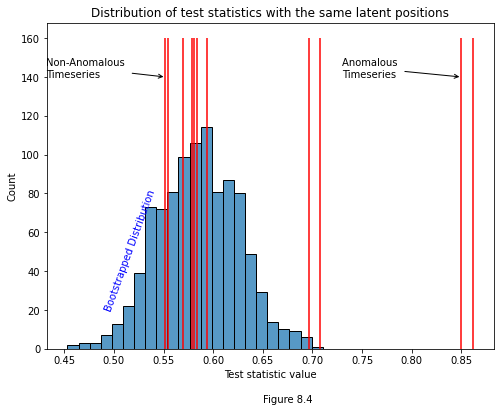 Distribution of test statistics with the same latent positions
160
140
120
100
80
60
40
20
0
Count
Non-Anomalous
Timeseries
Anomalous
Timeseries
Bootstrapped Distribution
0.45 0.50 0.55 0.60 0.65 0.70 0.75 0.80 0.85
Test statistic value
Figure 8.4